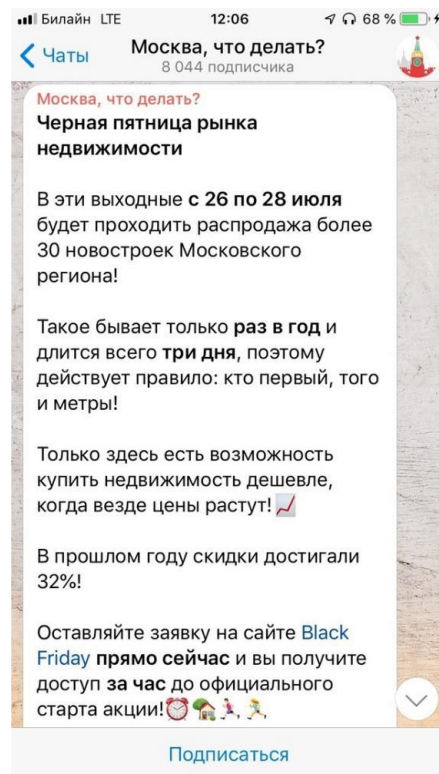 Билайн LTE 12:06 68 %
Чаты Москва, что делать?
8 044 подписчика
Москва, что делать?
Черная пятница рынка
недвижимости
В эти выходные с 26 по 28 июля
будет проходить распродажа более
30 новостроек Московского
региона!
Такое бывает только раз в год и
длится всего три дня, поэтому
действует правило: кто первый, того
и метры!
Только здесь есть возможность
купить недвижимость дешевле,
когда везде цены растут!📈
В прошлом году скидки достигали
32%!
Оставляйте заявку на сайте Black
Friday прямо сейчас и вы получите
доступ за час до официального
старта акции!⏰🏡🏃‍♀️🏃
Подписаться